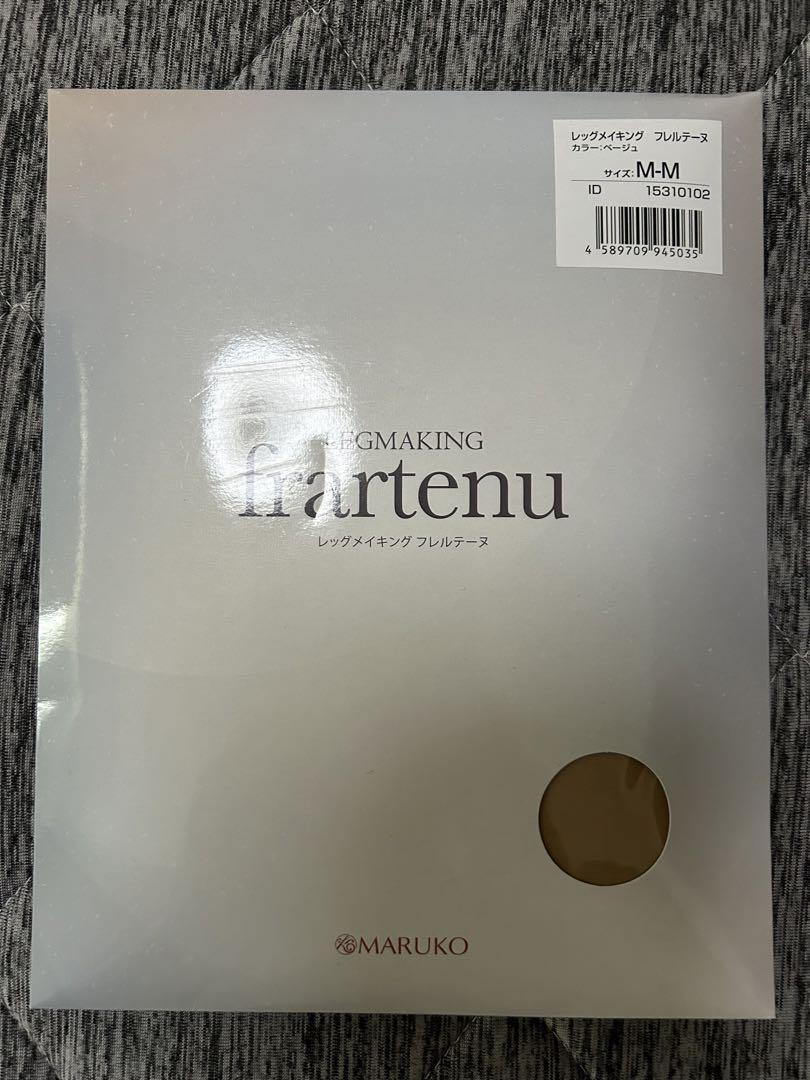 レッグメイキング フレルテーヌ
カラー:ベージュ
サイズ: M-M
ID 15310102
4 589709 945035
LEGMAKING
frartenu
レッグメイキング フレルテーヌ
MARUKO